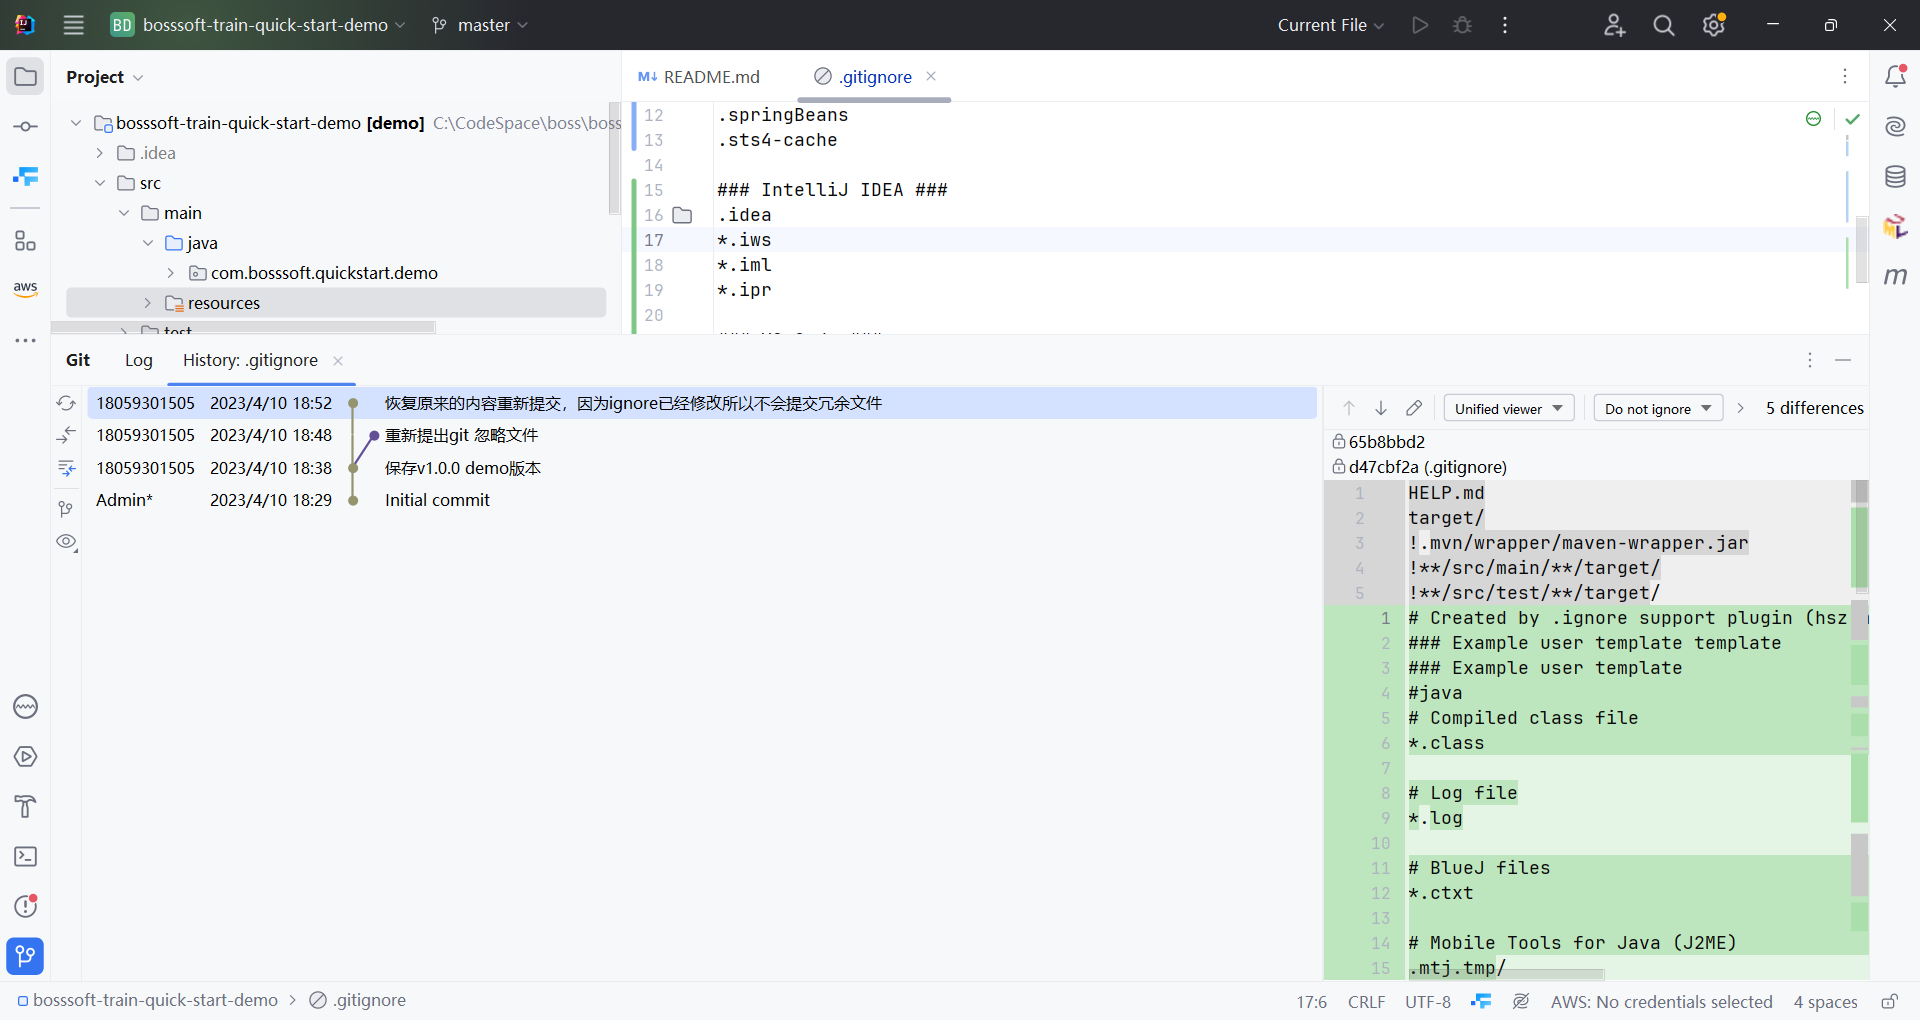 BD bosssoft-train-quick-start-demo master Current File
Project
README.md .gitignore
bosssoft-train-quick-start-demo [demo] C:\CodeSpace\boss\boss
.idea
src
main
java
com.bosssoft.quickstart.demo
resources
test
aws
12 .springBeans
13 .sts4-cache
14
15 ### IntelliJ IDEA ###
16 .idea
17 *.iws
18 *.iml
19 *.ipr
20
Git Log History: .gitignore
18059301505 2023/4/10 18:52 恢复原来的内容重新提交，因为ignore已经修改所以不会提交冗余文件
18059301505 2023/4/10 18:48 重新提出git 忽略文件
18059301505 2023/4/10 18:38 保存v1.0.0 demo版本
Admin* 2023/4/10 18:29 Initial commit
Unified viewer Do not ignore 5 differences
65b8bbd2
d47cbf2a (.gitignore)
1 HELP.md
2 target/
3 !.mvn/wrapper/maven-wrapper.jar
4 !**/src/main/**/target/
5 !**/src/test/**/target/
1 # Created by .ignore support plugin (hsz
2 ### Example user template template
3 ### Example user template
4 #java
5 # Compiled class file
6 *.class
7
8 # Log file
9 *.log
10
11 # BlueJ files
12 *.ctxt
13
14 # Mobile Tools for Java (J2ME)
15 .mtj.tmp/
bosssoft-train-quick-start-demo .gitignore
17:6 CRLF UTF-8 AWS: No credentials selected 4 spaces